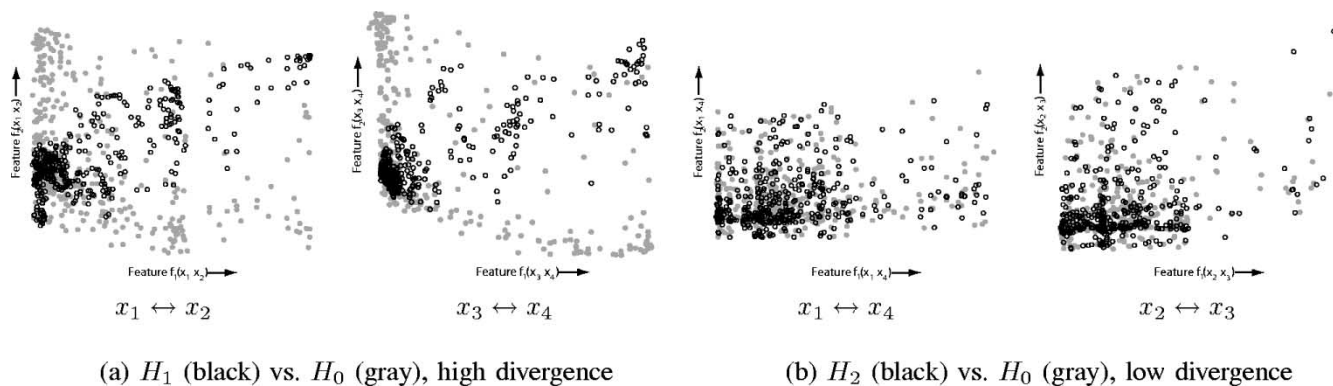 Feature f₂(x₁ x₂)
Feature f₁(x₁ x₂)
x₁ ↔ x₂
Feature f₂(x₃ x₄)
Feature f₁(x₃ x₄)
x₃ ↔ x₄
(a) H₁ (black) vs. H₀ (gray), high divergence
Feature f₂(x₁ x₄)
Feature f₁(x₁ x₄)
x₁ ↔ x₄
Feature f₂(x₂ x₃)
Feature f₁(x₂ x₃)
x₂ ↔ x₃
(b) H₂ (black) vs. H₀ (gray), low divergence